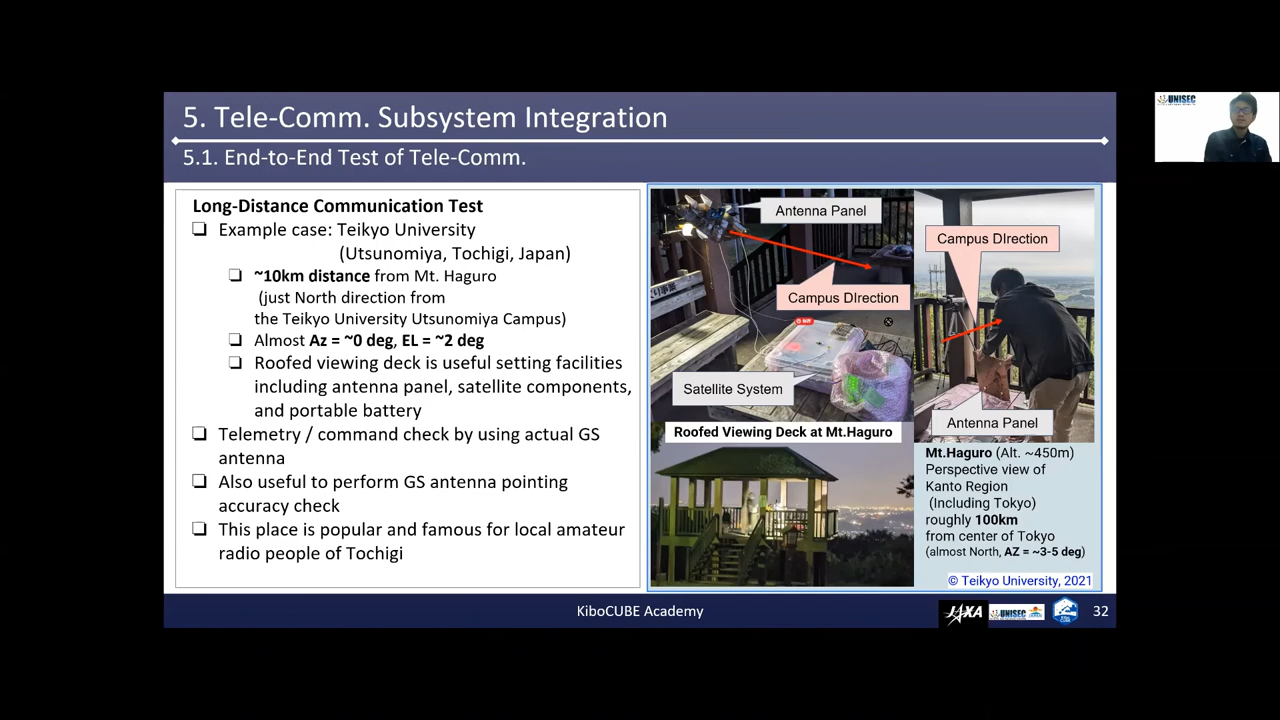 5. Tele-Comm. Subsystem Integration
5.1. End-to-End Test of Tele-Comm.
Long-Distance Communication Test
❏ Example case: Teikyo University
(Utsunomiya, Tochigi, Japan)
❏ ~10km distance from Mt. Haguro
(just North direction from
the Teikyo University Utsunomiya Campus)
❏ Almost Az = ~0 deg, EL = ~2 deg
❏ Roofed viewing deck is useful setting facilities
including antenna panel, satellite components,
and portable battery
❏ Telemetry / command check by using actual GS
antenna
❏ Also useful to perform GS antenna pointing
accuracy check
❏ This place is popular and famous for local amateur
radio people of Tochigi
Antenna Panel
Campus DIrection
Satellite System
Roofed Viewing Deck at Mt.Haguro
Campus DIrection
Antenna Panel
Mt.Haguro (Alt. ~450m)
Perspective view of
Kanto Region
(Including Tokyo)
roughly 100km
from center of Tokyo
(almost North, AZ = ~3-5 deg)
© Teikyo University, 2021
KiboCUBE Academy
JAXA
UNISEC
32
UNISEC